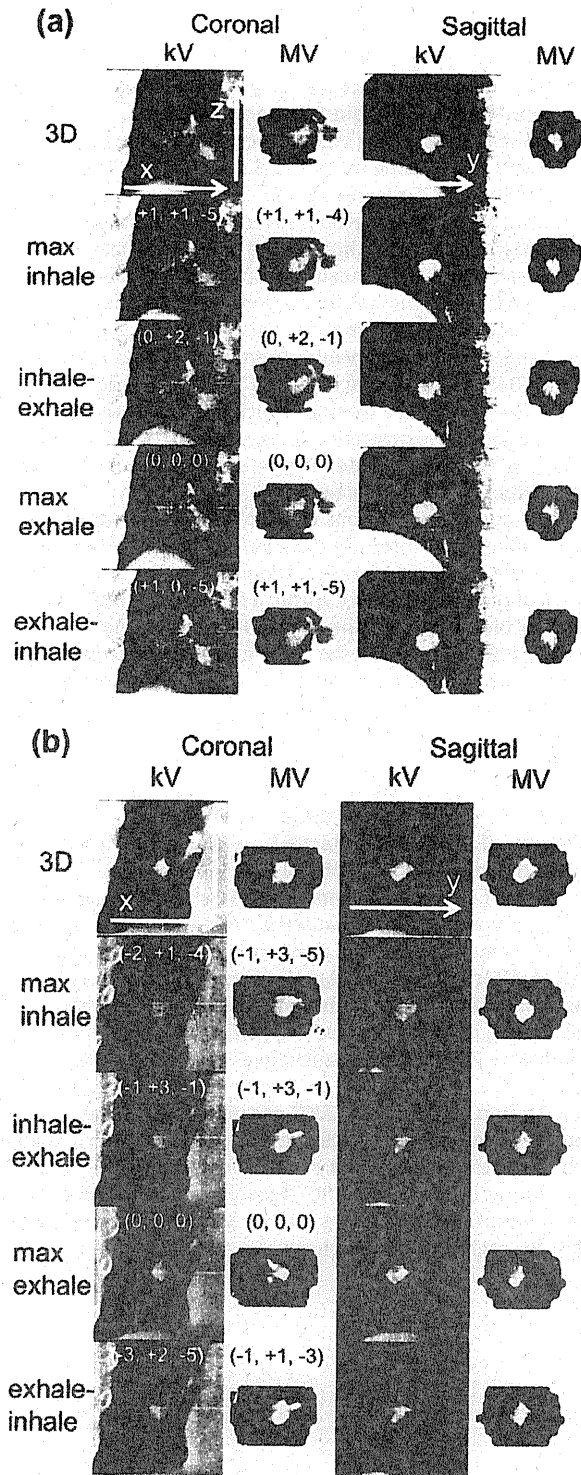 (a)
Coronal Sagittal
kV MV kV MV
3D
z
x
y
max
inhale
(+1, +1, -5) (+1, +1, -4)
inhale-
exhale
(0, +2, -1) (0, +2, -1)
max
exhale
(0, 0, 0) (0, 0, 0)
exhale-
inhale
(+1, 0, -5) (+1, +1, -5)
(b)
Coronal Sagittal
kV MV kV MV
3D
x
y
max
inhale
(-2, +1, -4) (-1, +3, -5)
inhale-
exhale
(-1 +3, -1) (-1, +3, -1)
max
exhale
(0, 0, 0) (0, 0, 0)
exhale-
inhale
(-3, +2, -5) (-1, +1, -3)